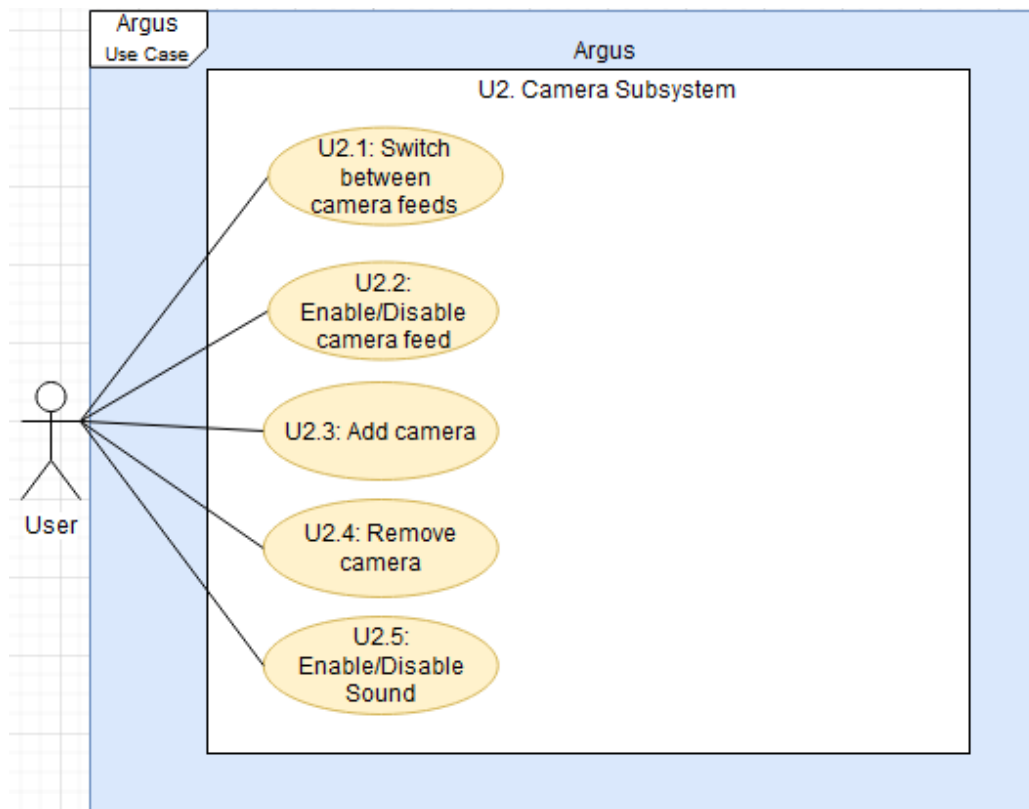 Argus
Use Case
Argus
U2. Camera Subsystem
U2.1: Switch
between
camera feeds
U2.2:
Enable/Disable
camera feed
U2.3: Add camera
U2.4: Remove
camera
User
U2.5:
Enable/Disable
Sound